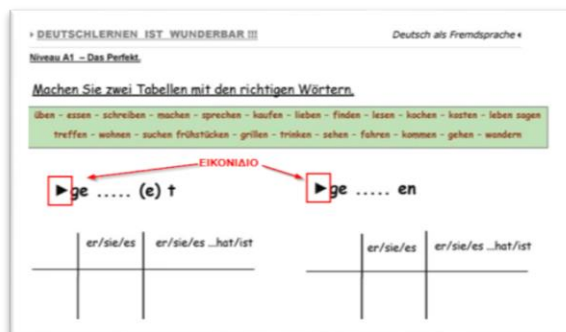 › DEUTSCHLERNEN IST WUNDERBAR !!! Deutsch als Fremdsprache ‹
Niveau A1 – Das Perfekt.
Machen Sie zwei Tabellen mit den richtigen Wörtern.
üben – essen – schreiben – machen – sprechen – kaufen – lieben – finden – lesen – kochen – kosten – leben sagen
treffen – wohnen – suchen frühstücken – grillen – trinken – sehen – fahren – kommen – gehen – wandern
ΕΙΚΟΝΙΔΙΟ
►ge ..... (e) t ►ge ..... en
er/sie/es er/sie/es ...hat/ist er/sie/es er/sie/es ...hat/ist